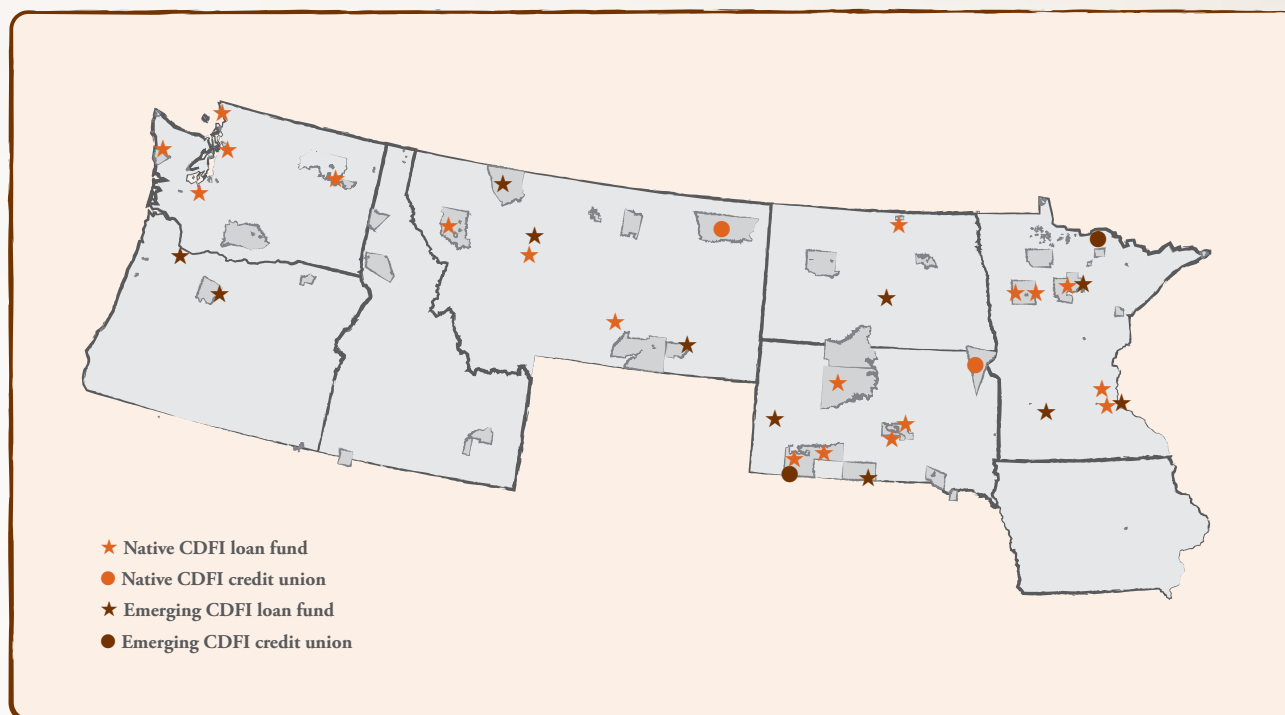 Native CDFI loan fund
Native CDFI credit union
Emerging CDFI loan fund
Emerging CDFI credit union